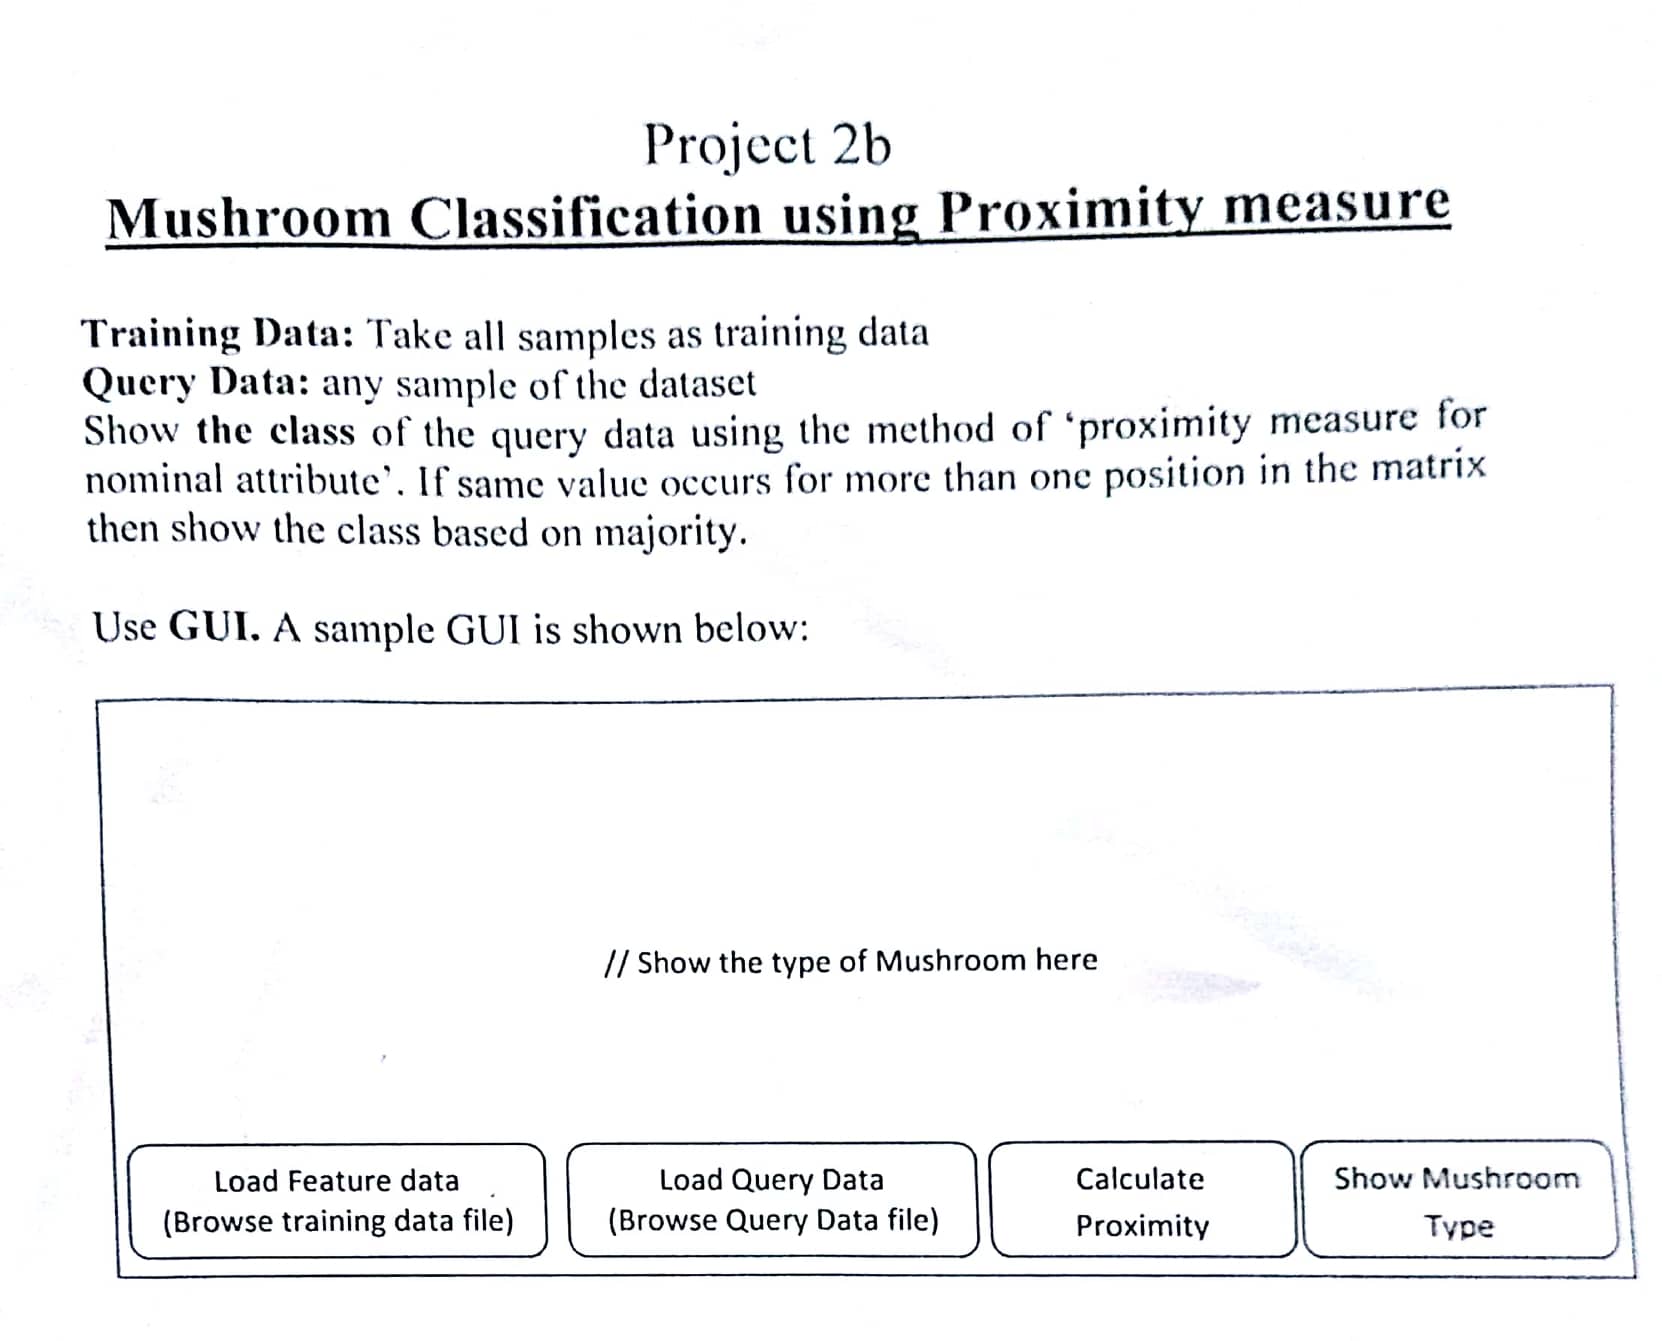 Project 2b
Mushroom Classification using Proximity measure
Training Data: Take all samples as training data
Query Data: any sample of the dataset
Show the class of the query data using the method of ‘proximity measure for
nominal attribute’. If same value occurs for more than one position in the matrix
then show the class based on majority.
Use GUI. A sample GUI is shown below:
// Show the type of Mushroom here
Load Feature data
(Browse training data file)
Load Query Data
(Browse Query Data file)
Calculate
Proximity
Show Mushroom
Type